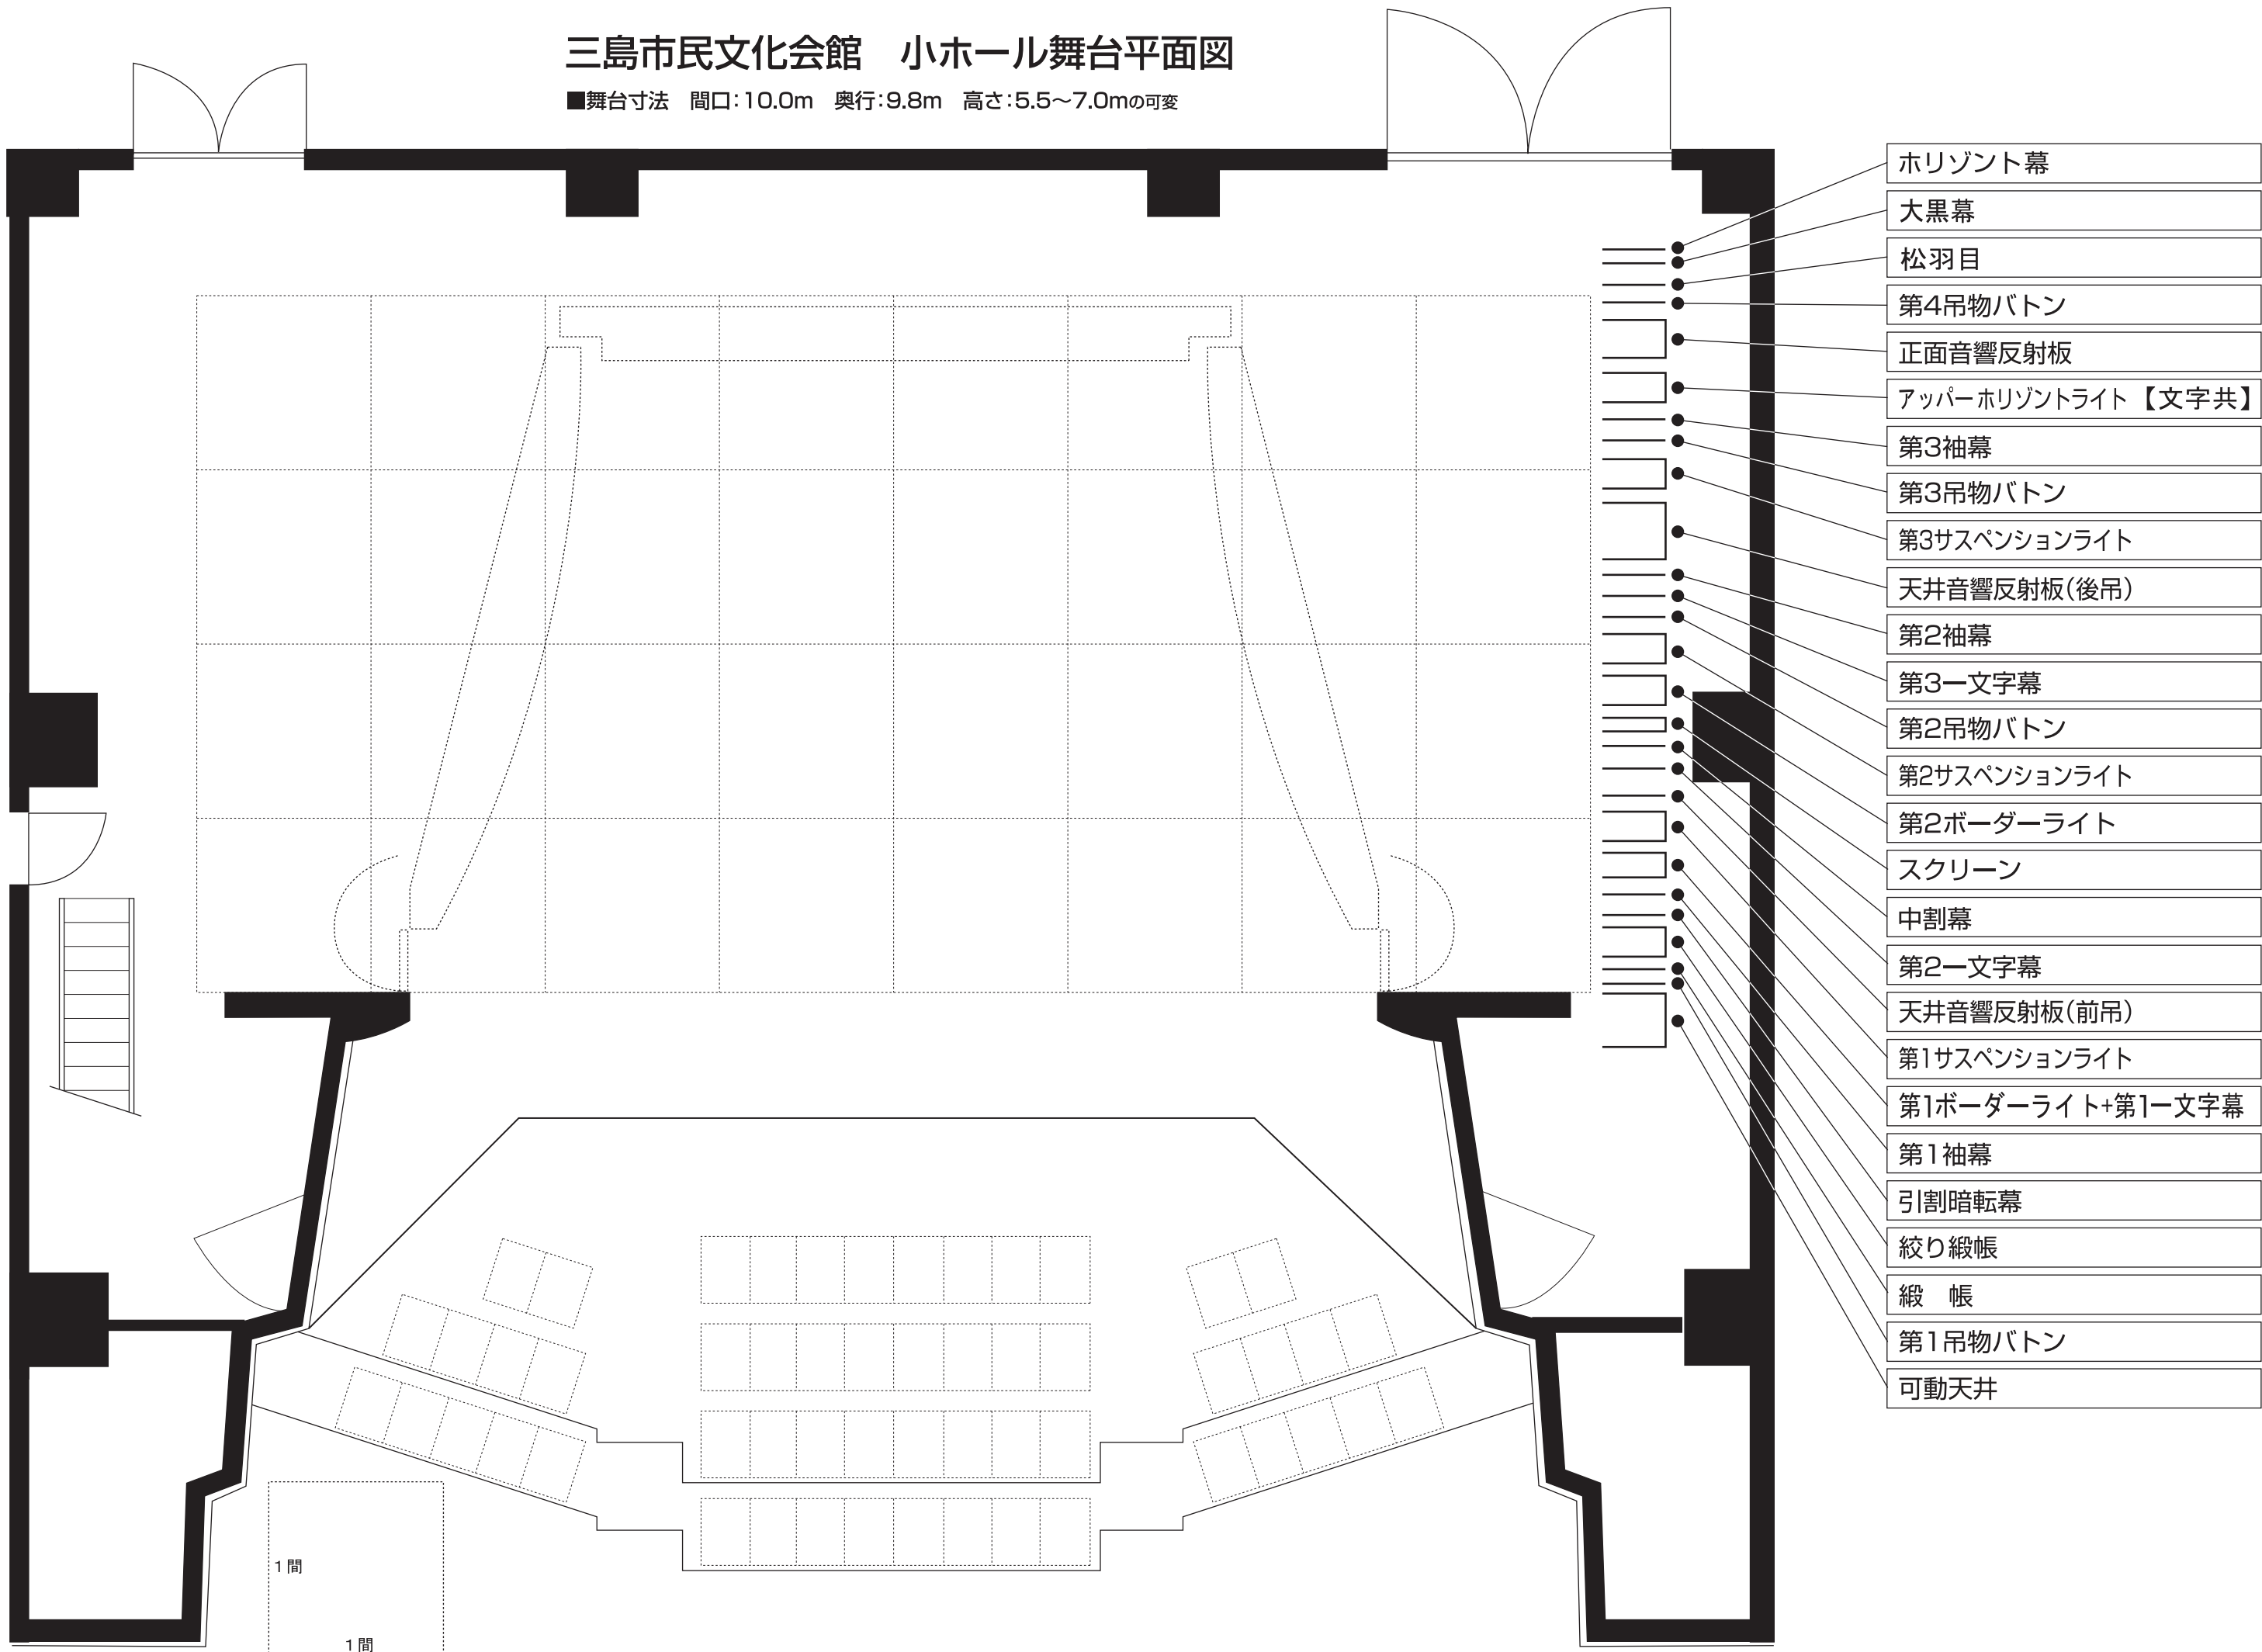 三島市民文化会館　小ホール舞台平面図
■舞台寸法　間口：10.0m　奥行：9.8m　高さ：5.5〜7.0mの可変
ホリゾント幕
大黒幕
松羽目
第4吊物バトン
正面音響反射板
アッパーホリゾントライト【文字共】
第3袖幕
第3吊物バトン
第3サスペンションライト
天井音響反射板(後吊)
第2袖幕
第3一文字幕
第2吊物バトン
第2サスペンションライト
第2ボーダーライト
スクリーン
中割幕
第2一文字幕
天井音響反射板(前吊)
第1サスペンションライト
第1ボーダーライト+第1一文字幕
第1袖幕
引割暗転幕
絞り緞帳
緞　帳
第1吊物バトン
可動天井
1間
1間